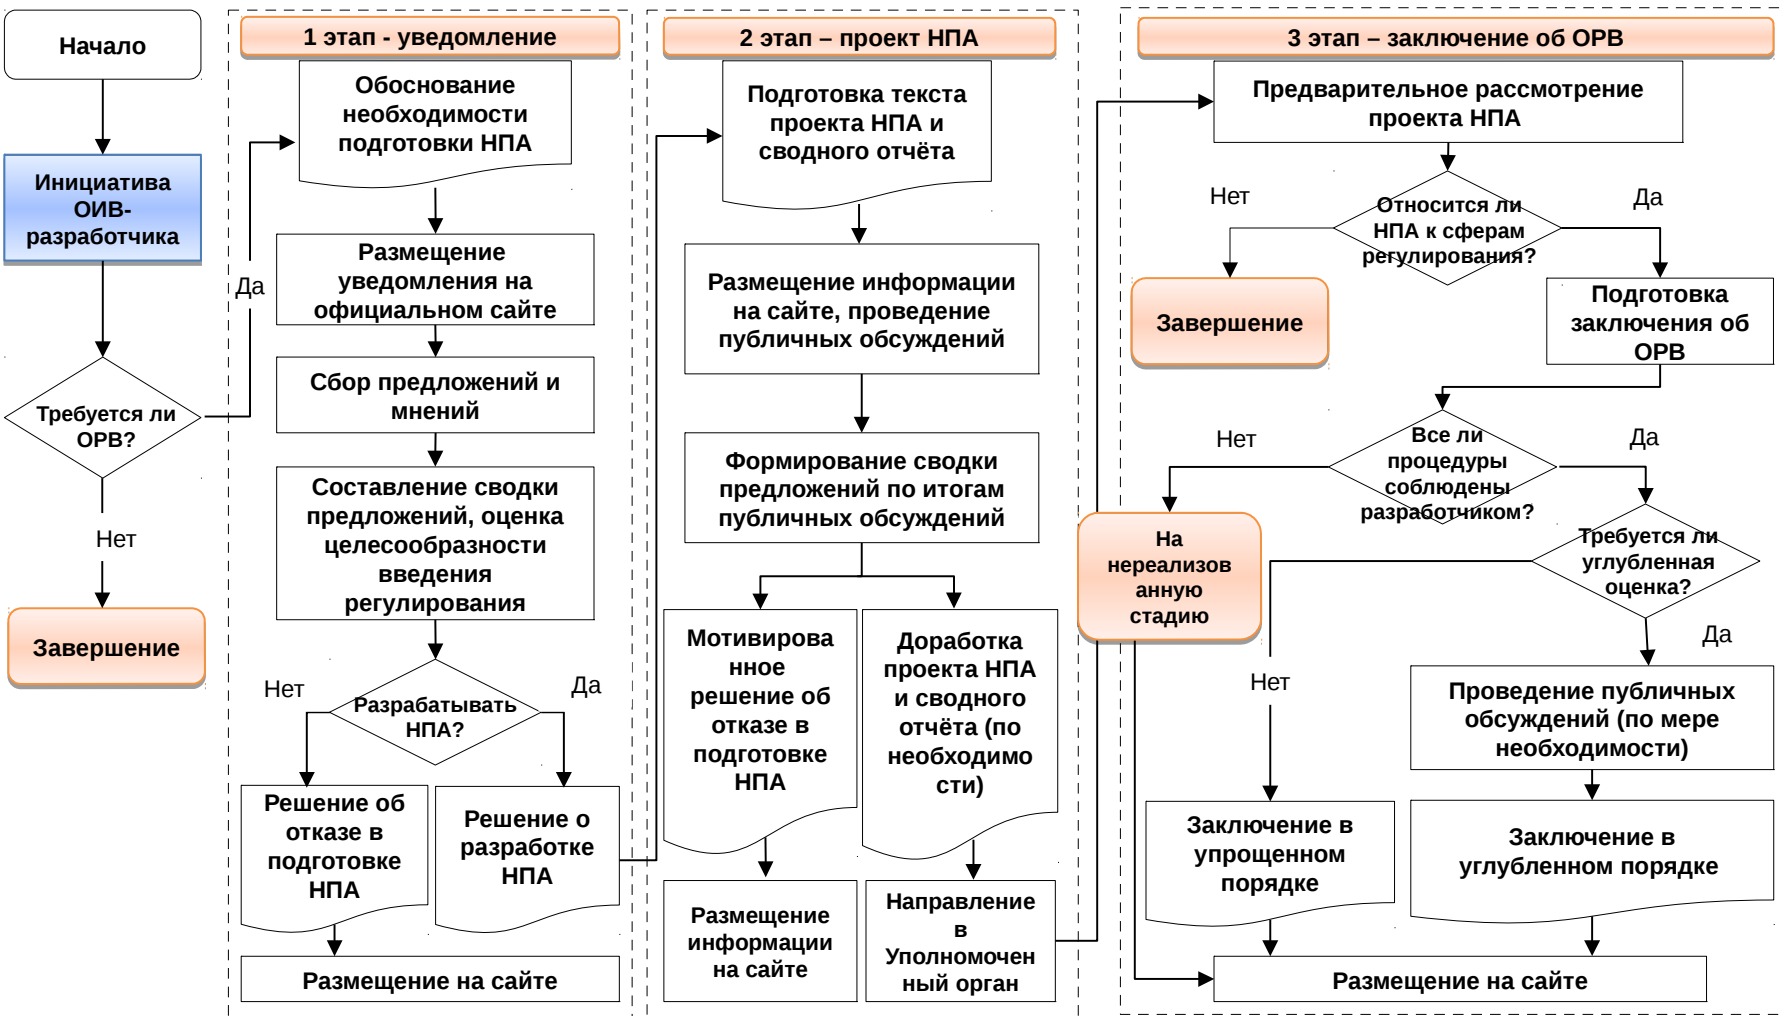 Начало
Инициатива
ОИВ-
разработчика
Требуется ли
ОРВ?
Да
Нет
Завершение
1 этап - уведомление
Обоснование
необходимости
подготовки НПА
Размещение
уведомления на
официальном сайте
Сбор предложений и
мнений
Составление сводки
предложений, оценка
целесообразности
введения
регулирования
Нет
Да
Разрабатывать
НПА?
Решение об
отказе в
подготовке
НПА
Решение о
разработке
НПА
Размещение на сайте
2 этап – проект НПА
Подготовка текста
проекта НПА и
сводного отчёта
Размещение информации
на сайте, проведение
публичных обсуждений
Формирование сводки
предложений по итогам
публичных обсуждений
Мотивирова
нное
решение об
отказе в
подготовке
НПА
Доработка
проекта НПА
и сводного
отчёта (по
необходимо
сти)
Размещение
информации
на сайте
Направление
в
Уполномочен
ный орган
3 этап – заключение об ОРВ
Предварительное рассмотрение
проекта НПА
Нет
Да
Относится ли
НПА к сферам
регулирования?
Завершение
Подготовка
заключения об
ОРВ
Нет
Да
Все ли
процедуры
соблюдены
разработчиком?
На
нереализов
анную
стадию
Требуется ли
углубленная
оценка?
Да
Нет
Проведение публичных
обсуждений (по мере
необходимости)
Заключение в
упрощенном
порядке
Заключение в
углубленном порядке
Размещение на сайте